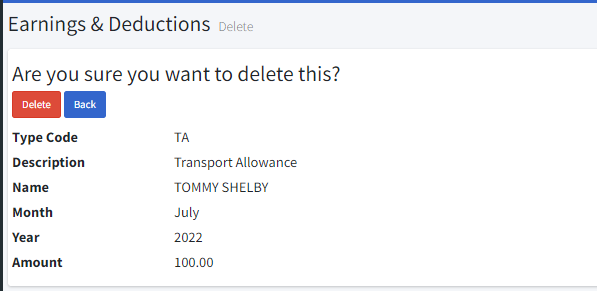 Earnings & Deductions Delete
Are you sure you want to delete this?
Delete Back
Type Code TA
Description Transport Allowance
Name TOMMY SHELBY
Month July
Year 2022
Amount 100.00